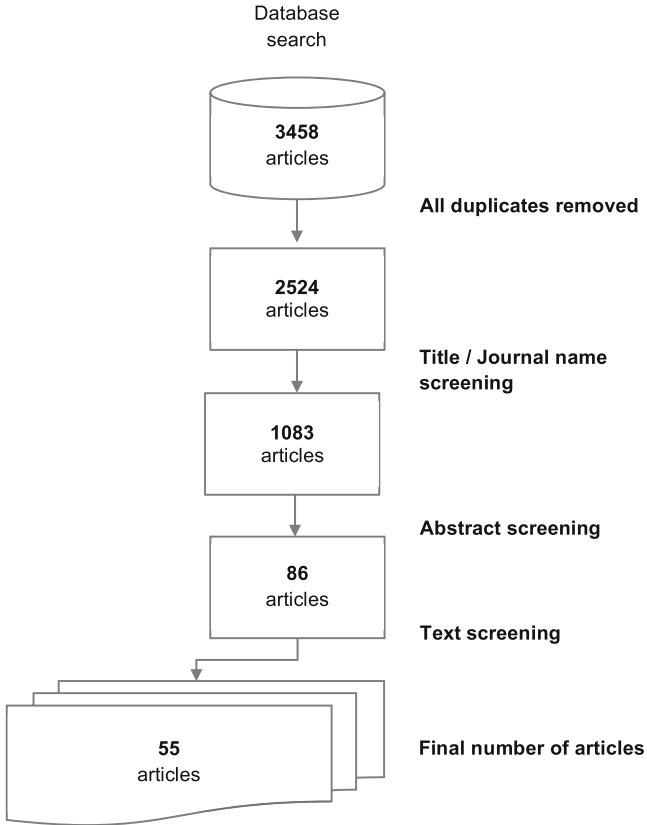 Database
search
3458
articles
All duplicates removed
2524
articles
Title / Journal name
screening
1083
articles
Abstract screening
86
articles
Text screening
55
articles
Final number of articles